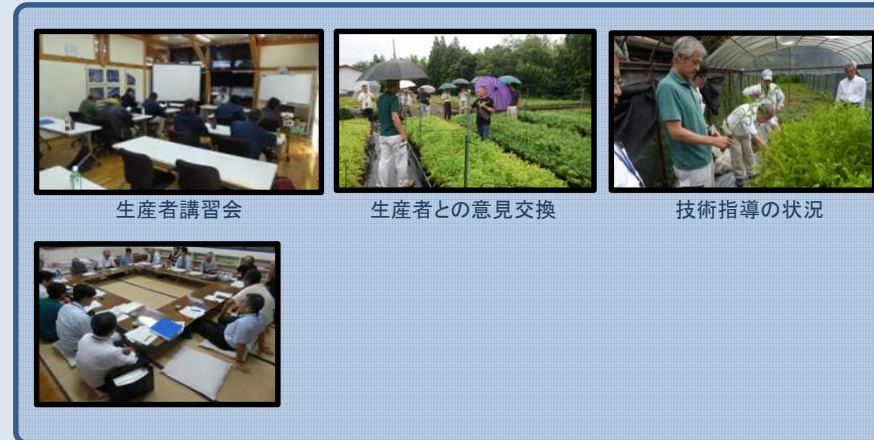 生産者講習会
生産者との意見交換
技術指導の状況